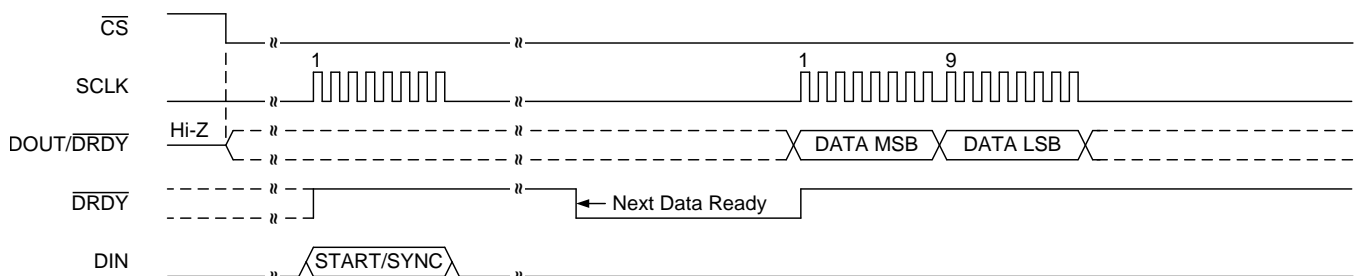 CS
1 1 9
SCLK
Hi-Z
DOUT/DRDY DATA MSB DATA LSB
DRDY Next Data Ready
DIN START/SYNC